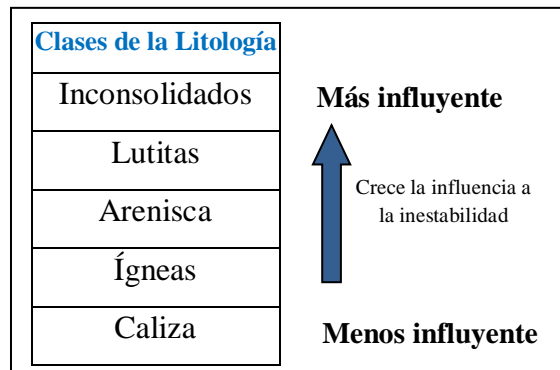 Clases de la Litología
Inconsolidados
Más influyente
Lutitas
Crece la influencia a
la inestabilidad
Arenisca
Ígneas
Caliza
Menos influyente